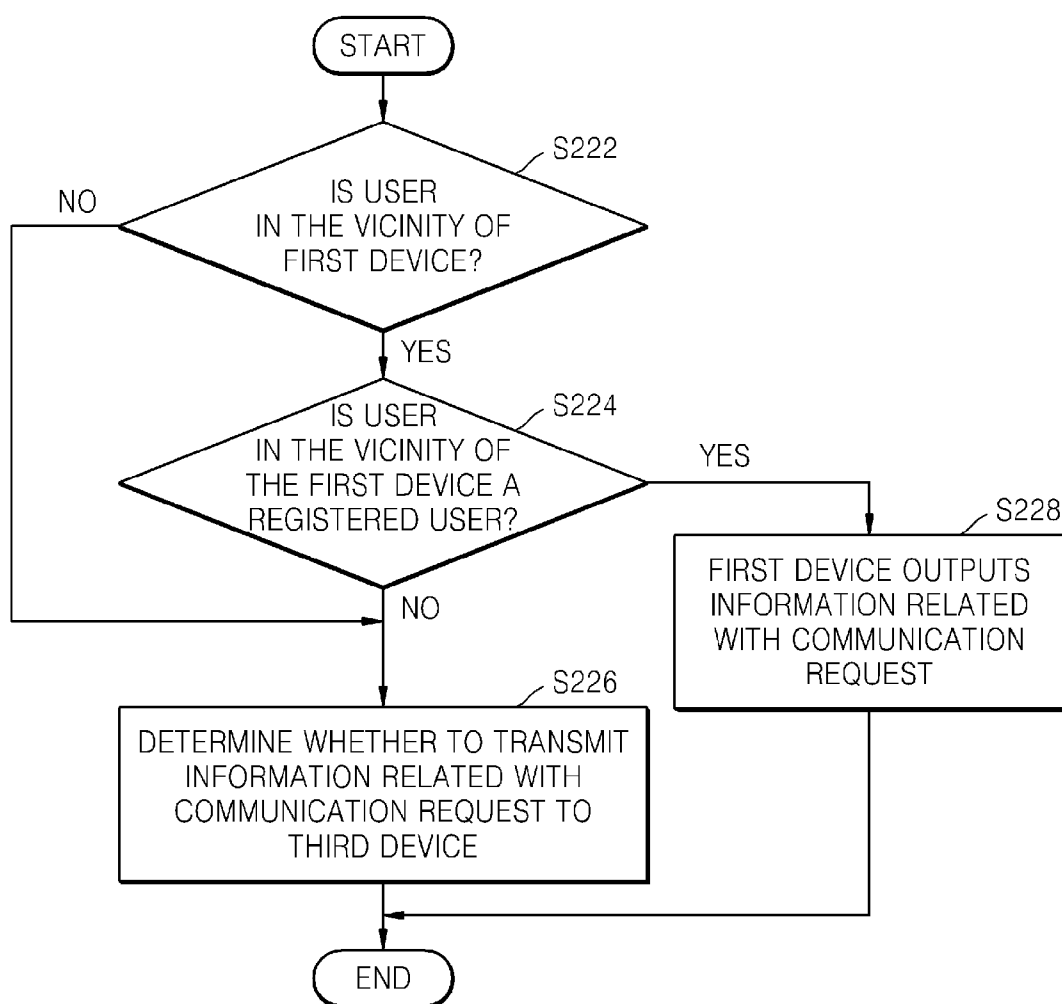 START
S222
NO
IS USER
IN THE VICINITY OF
FIRST DEVICE?
YES
S224
IS USER
IN THE VICINITY OF
THE FIRST DEVICE A
REGISTERED USER?
YES
S228
FIRST DEVICE OUTPUTS
INFORMATION RELATED
WITH COMMUNICATION
REQUEST
NO
S226
DETERMINE WHETHER TO TRANSMIT
INFORMATION RELATED WITH
COMMUNICATION REQUEST TO
THIRD DEVICE
END